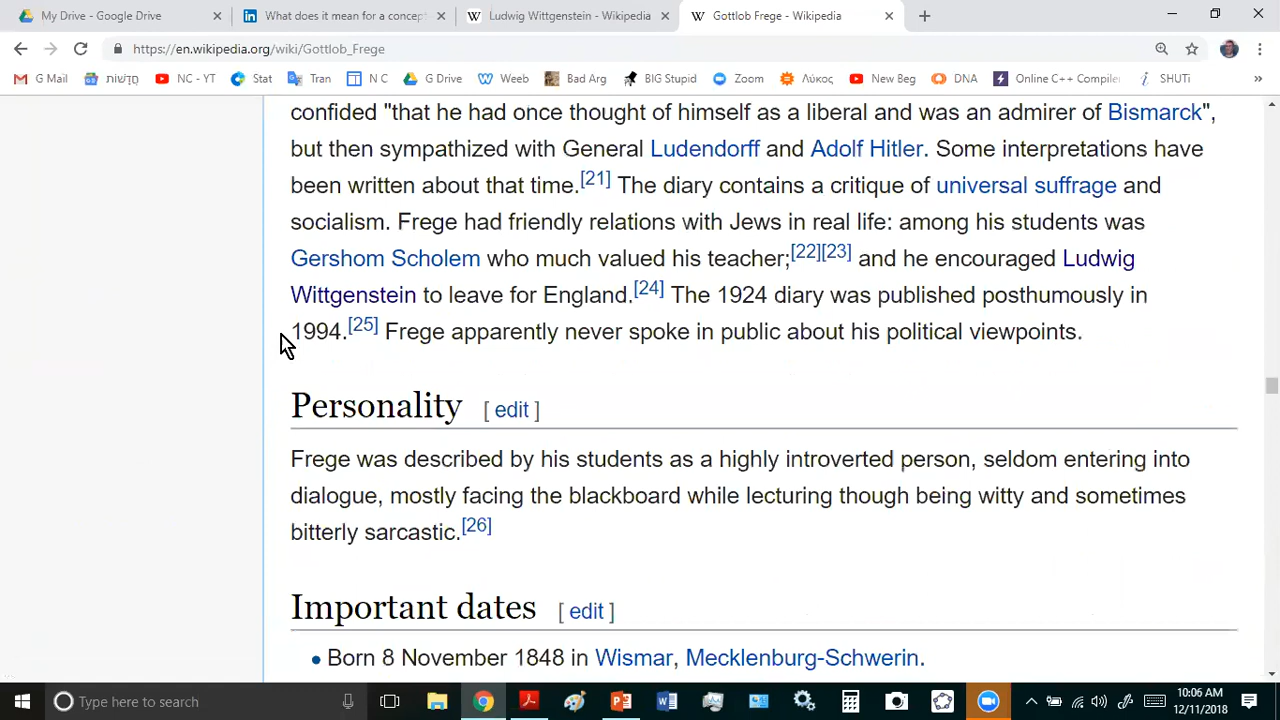 My Drive - Google Drive
What does it mean for a concep
Ludwig Wittgenstein - Wikipedia
Gottlob Frege - Wikipedia
https://en.wikipedia.org/wiki/Gottlob_Frege
G Mail
חֲדָשׁוֹת
NC - YT
Stat
Tran
N C
G Drive
Weeb
Bad Arg
BIG Stupid
Zoom
Λύκος
New Beg
DNA
Online C++ Compiler
SHUTi
»
confided "that he had once thought of himself as a liberal and was an admirer of Bismarck",
but then sympathized with General Ludendorff and Adolf Hitler. Some interpretations have
been written about that time.[21] The diary contains a critique of universal suffrage and
socialism. Frege had friendly relations with Jews in real life: among his students was
Gershom Scholem who much valued his teacher;[22][23] and he encouraged Ludwig
Wittgenstein to leave for England.[24] The 1924 diary was published posthumously in
1994.[25] Frege apparently never spoke in public about his political viewpoints.
Personality [ edit ]
Frege was described by his students as a highly introverted person, seldom entering into
dialogue, mostly facing the blackboard while lecturing though being witty and sometimes
bitterly sarcastic.[26]
Important dates [ edit ]
• Born 8 November 1848 in Wismar, Mecklenburg-Schwerin.
Type here to search
10:06 AM
12/11/2018